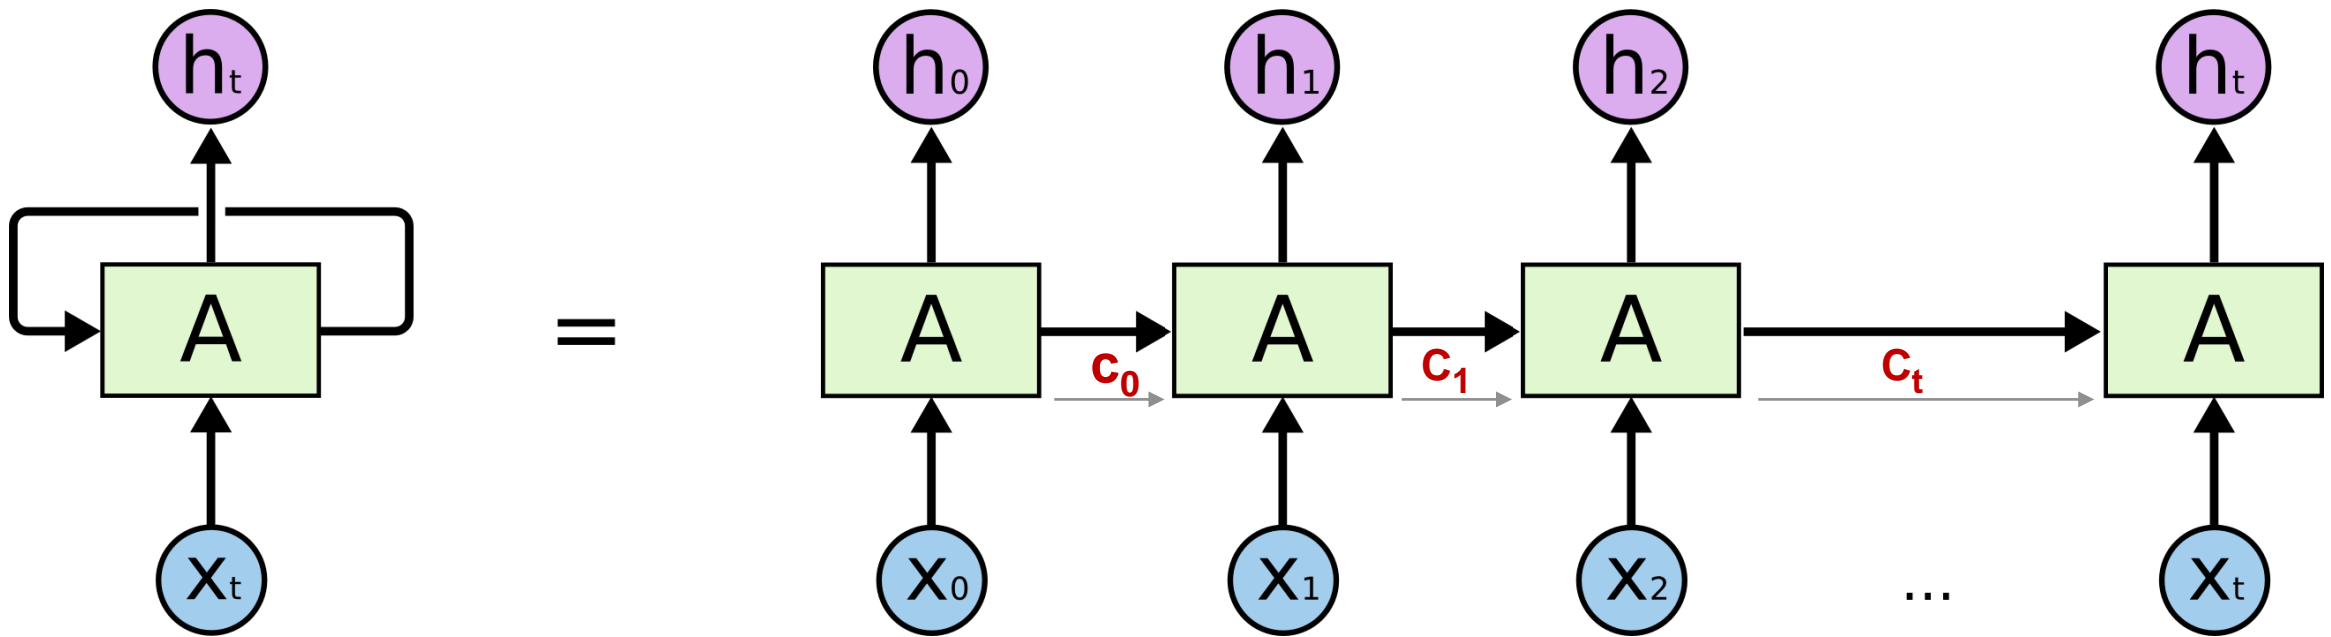 ht h0 h1 h2 ht
A = A A A A
c0 C1 Ct
xt x0 x1 x2 ... xt